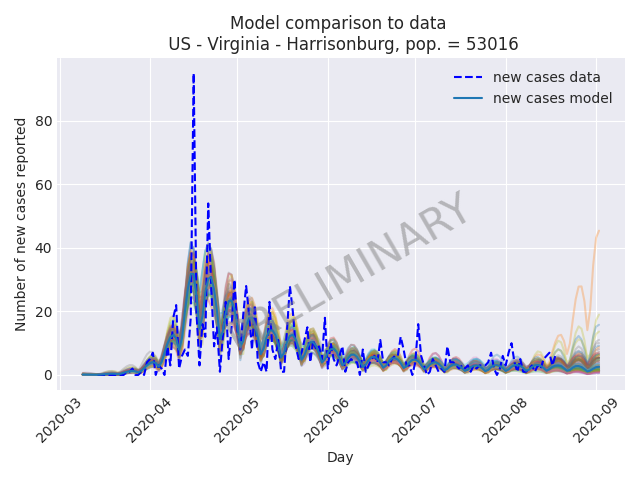 Model comparison to data
US - Virginia - Harrisonburg, pop. = 53016
new cases data
new cases model
Number of new cases reported
80
60
40
20
0
PRELIMINARY
2020-03
2020-04
2020-05
2020-06
2020-07
2020-08
2020-09
Day